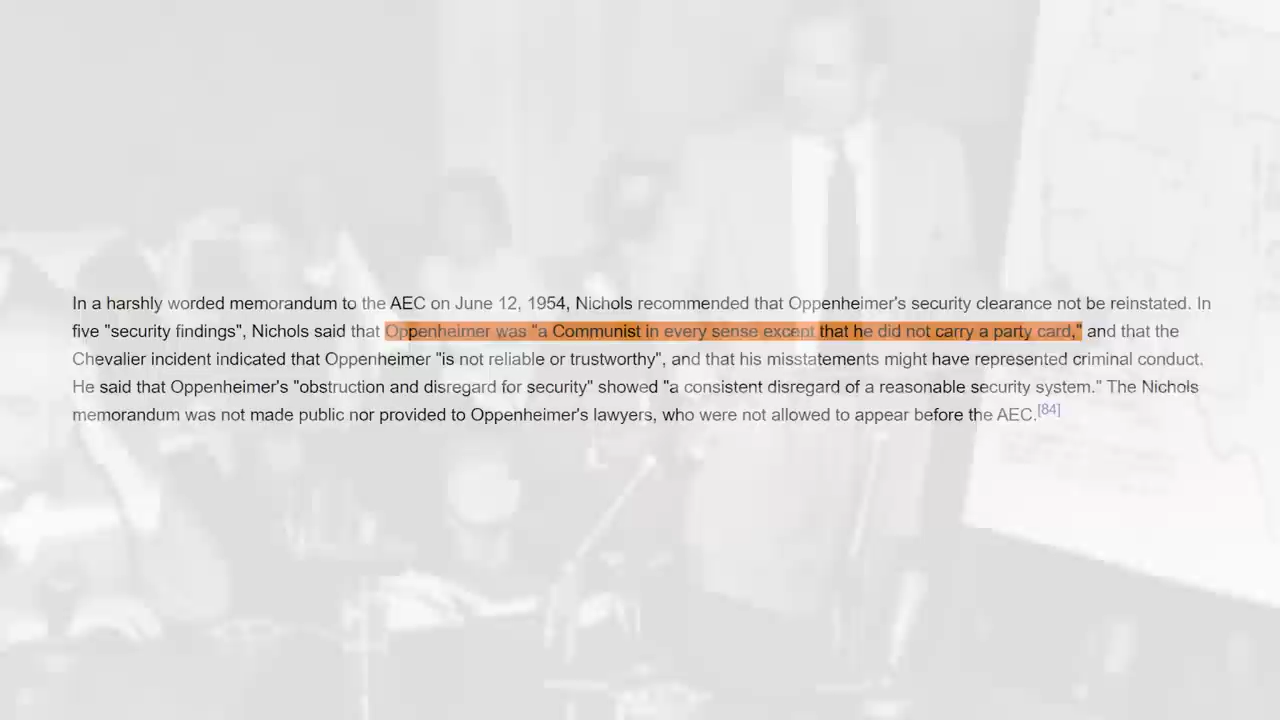 In a harshly worded memorandum to the AEC on June 12, 1954, Nichols recommended that Oppenheimer's security clearance not be reinstated. In
five "security findings", Nichols said that Oppenheimer was "a Communist in every sense except that he did not carry a party card," and that the
Chevalier incident indicated that Oppenheimer "is not reliable or trustworthy", and that his misstatements might have represented criminal conduct.
He said that Oppenheimer's "obstruction and disregard for security" showed "a consistent disregard of a reasonable security system." The Nichols
memorandum was not made public nor provided to Oppenheimer's lawyers, who were not allowed to appear before the AEC.[84]